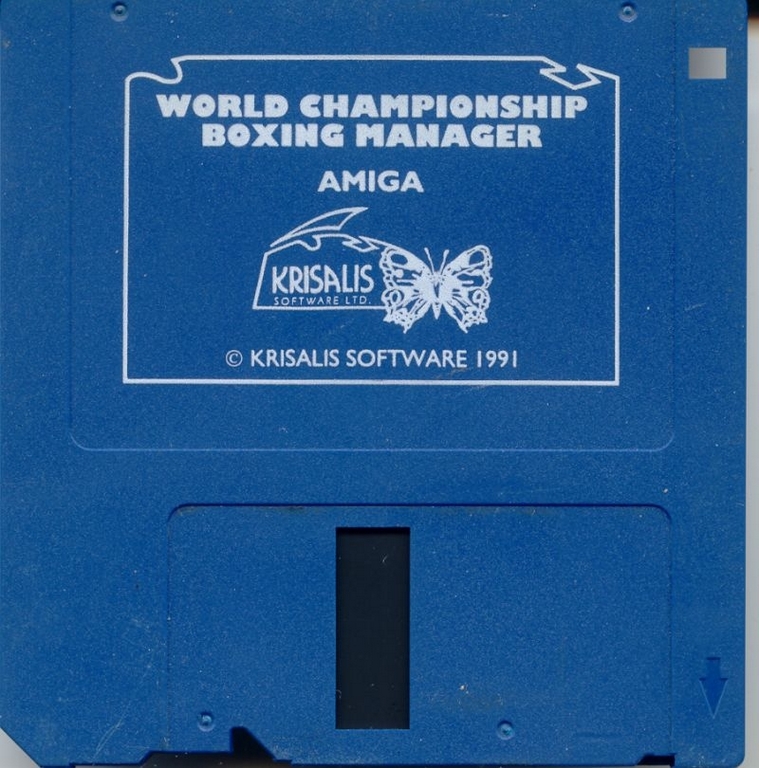 WORLD CHAMPIONSHIP
BOXING MANAGER
AMIGA
KRISALIS
SOFTWARE LTD.
© KRISALIS SOFTWARE 1991